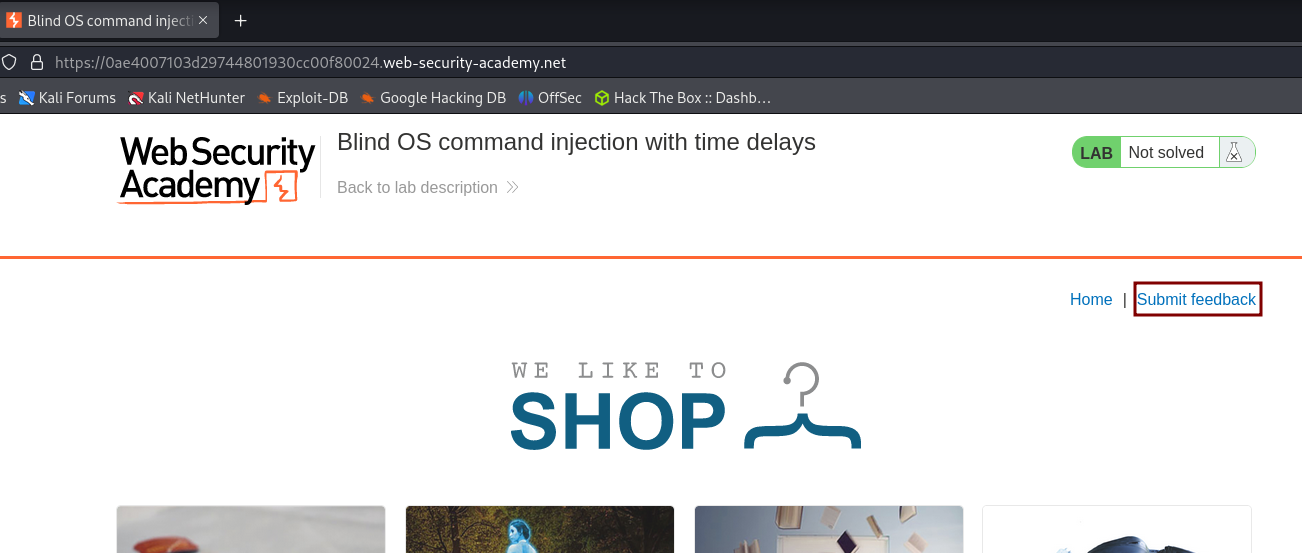 Blind OS command inject
https://0ae4007103d29744801930cc00f80024.web-security-academy.net
s Kali Forums Kali NetHunter Exploit-DB Google Hacking DB OffSec Hack The Box :: Dashb…
Web Security
Academy
Blind OS command injection with time delays
Back to lab description
LAB Not solved
Home | Submit feedback
WE LIKE TO
SHOP